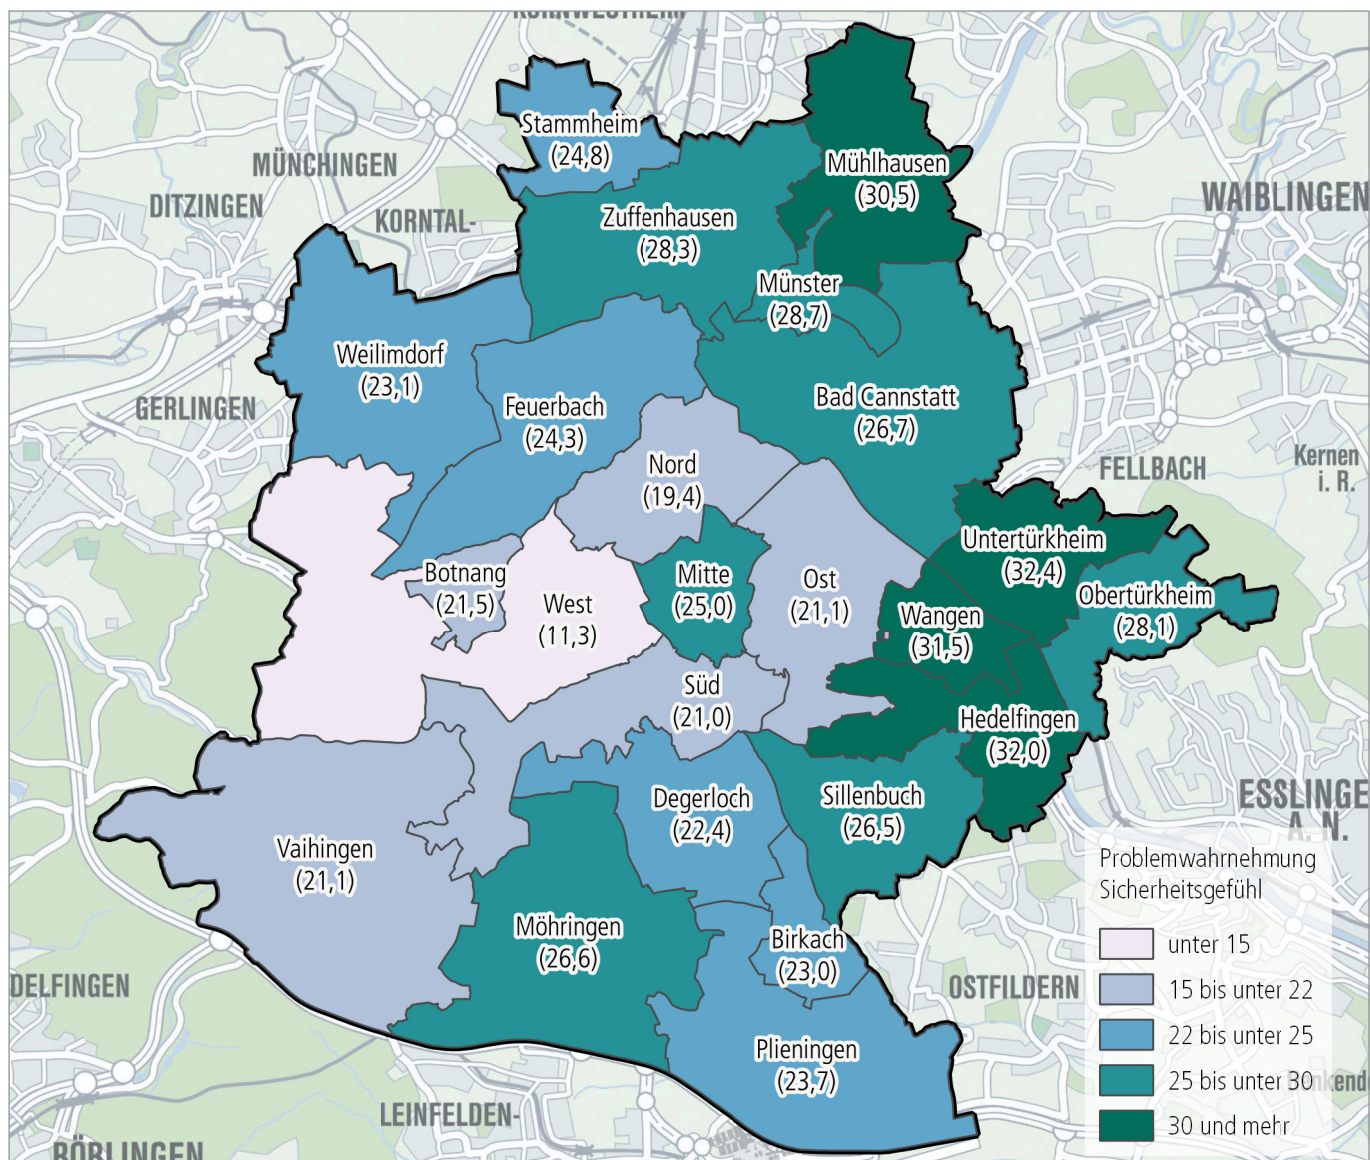 KORNWESTHEIM
Stammheim
(24,8)
MÜNCHINGEN
Mühlhausen
(30,5)
WAIBLINGEN
DITZINGEN
KORNTAL-
Zuffenhausen
(28,3)
Münster
(28,7)
Weilimdorf
(23,1)
GERLINGEN
Feuerbach
(24,3)
Bad Cannstatt
(26,7)
Nord
(19,4)
FELLBACH
Kernen
i. R.
Untertürkheim
(32,4)
Botnang
(21,5)
West
(11,3)
Mitte
(25,0)
Ost
(21,1)
Wangen
(31,5)
Obertürkheim
(28,1)
Süd
(21,0)
Hedelfingen
(32,0)
Degerloch
(22,4)
Sillenbuch
(26,5)
ESSLINGE
A. N.
Vaihingen
(21,1)
Möhringen
(26,6)
Birkach
(23,0)
DELFINGEN
OSTFILDERN
Plieningen
(23,7)
LEINFELDEN-
BÖBLINGEN
Problemwahrnehmung
Sicherheitsgefühl
unter 15
15 bis unter 22
22 bis unter 25
25 bis unter 30
30 und mehr